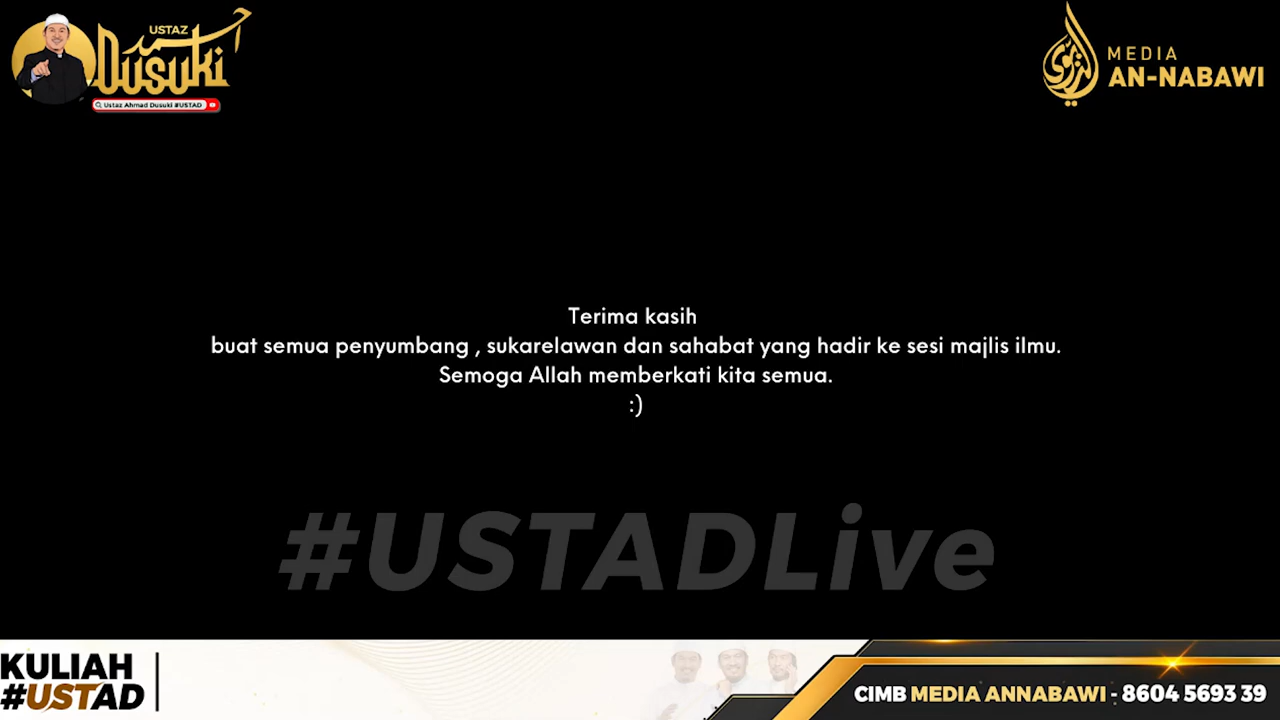 USTAZ
أحمد
Dusuki
Ustaz Ahmad Dusuki #USTAD
MEDIA
AN-NABAWI
Terima kasih
buat semua penyumbang , sukarelawan dan sahabat yang hadir ke sesi majlis ilmu.
Semoga Allah memberkati kita semua.
:)
#USTADLive
KULIAH
#USTAD
CIMB MEDIA ANNABAWI - 8604 5693 39